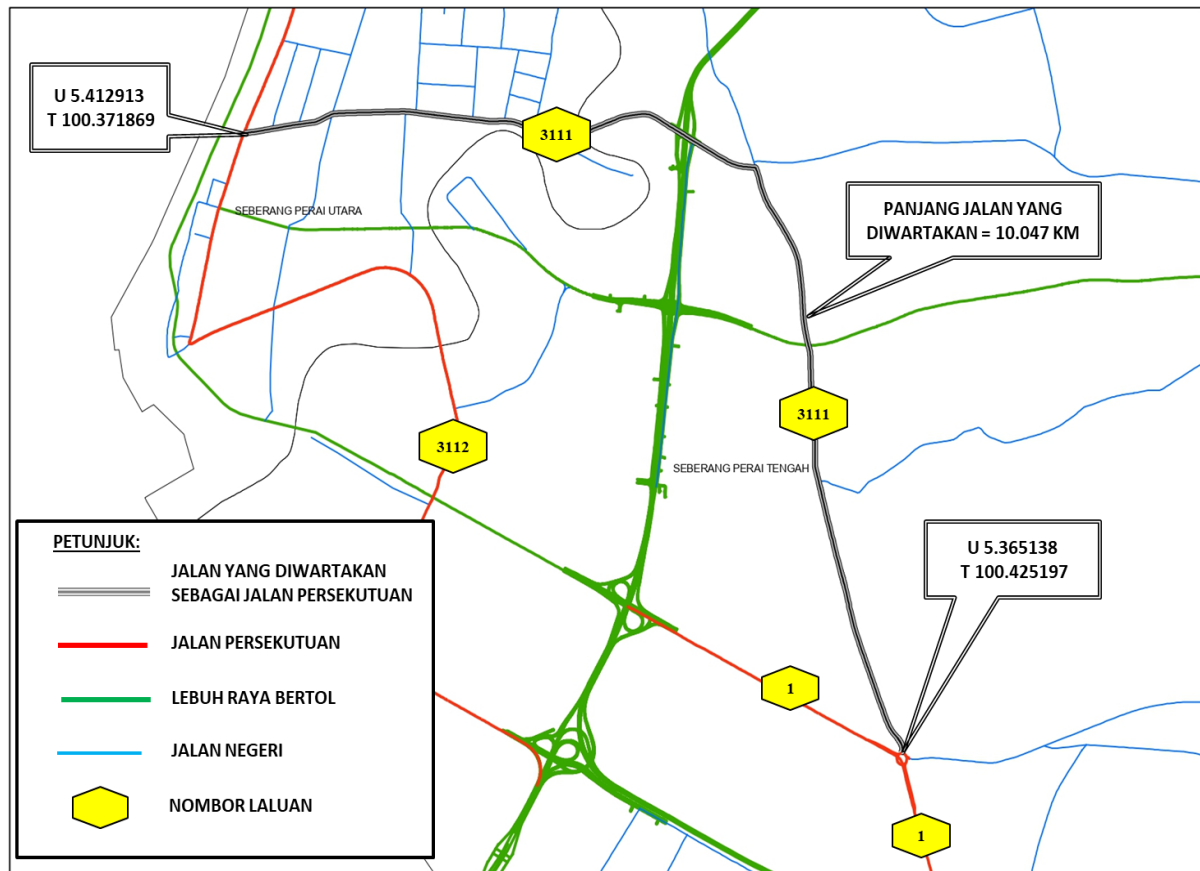 U 5.412913
T 100.371869
3111
SEBERANG PERAI UTARA
PANJANG JALAN YANG
DIWARTAKAN = 10.047 KM
3111
3112
SEBERANG PERAI TENGAH
U 5.365138
T 100.425197
1
1
PETUNJUK:
JALAN YANG DIWARTAKAN
SEBAGAI JALAN PERSEKUTUAN
JALAN PERSEKUTUAN
LEBUH RAYA BERTOL
JALAN NEGERI
NOMBOR LALUAN